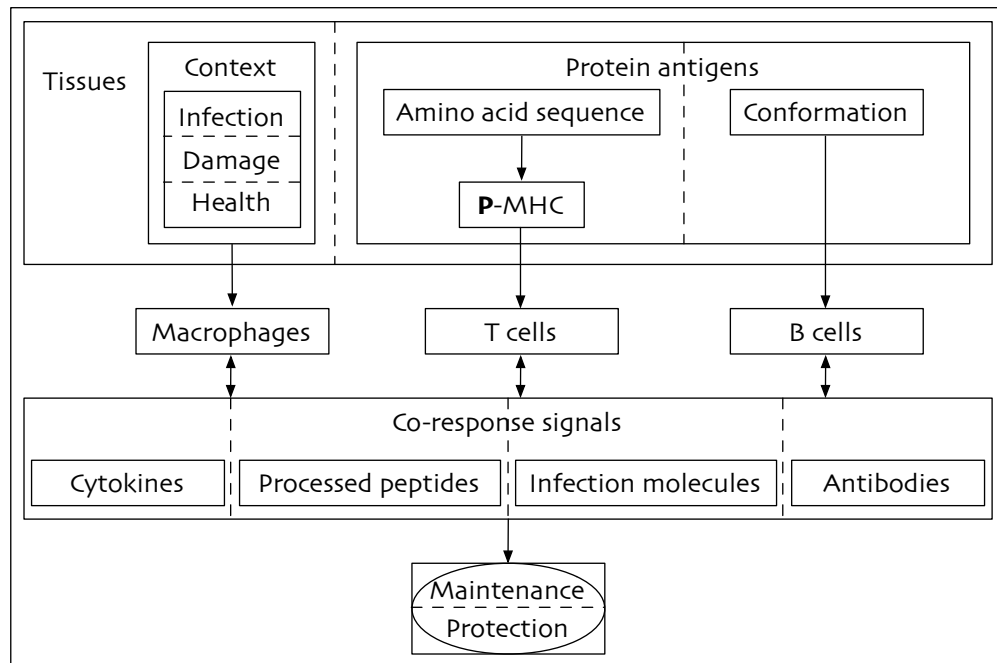 Tissues
Context
Infection
Damage
Health
Protein antigens
Amino acid sequence
Conformation
P-MHC
Macrophages
T cells
B cells
Co-response signals
Cytokines
Processed peptides
Infection molecules
Antibodies
Maintenance
Protection